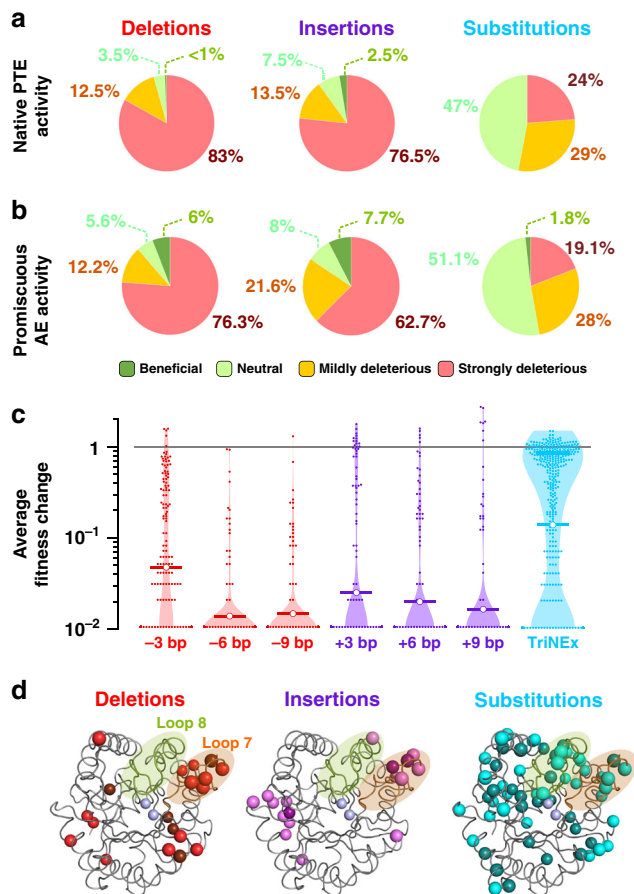 a
Deletions Insertions Substitutions
Native PTE activity
3.5% <1% 7.5% 2.5%
12.5% 13.5% 47% 24%
83% 76.5% 29%
b
Promiscuous AE activity
5.6% 6% 8% 7.7% 1.8%
12.2% 21.6% 51.1% 19.1%
76.3% 62.7% 28%
Beneficial Neutral Mildly deleterious Strongly deleterious
c
Average fitness change
1
10⁻¹
10⁻²
–3 bp –6 bp –9 bp +3 bp +6 bp +9 bp TriNEx
d
Deletions Insertions Substitutions
Loop 8
Loop 7